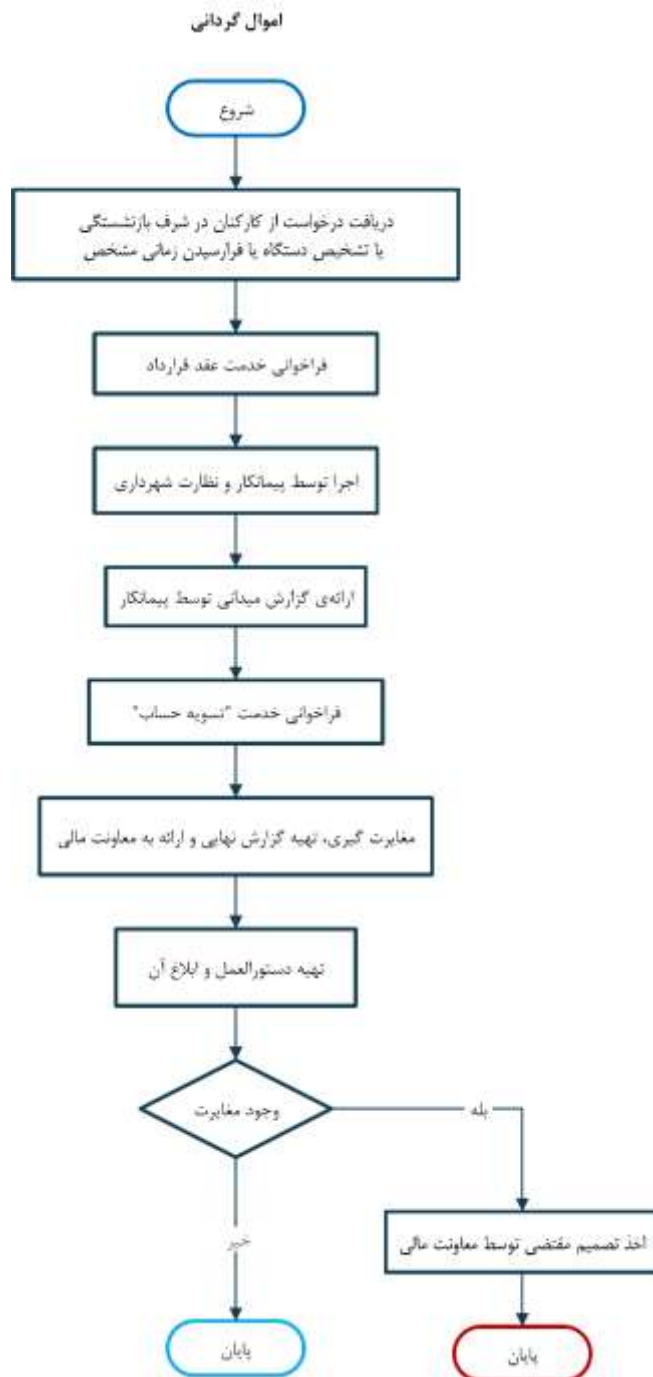 اموال گردانی
شروع
دریافت درخواست از کارکنان در شرف بازنشستگی
یا تشخیص دستگاه یا فرارسیدن زمانی مشخص
فراخوانی خدمت عقد قرارداد
اجرا توسط پیمانکار و نظارت شهرداری
ارائه‌ی گزارش میدانی توسط پیمانکار
فراخوانی خدمت "تسویه حساب"
مغایرت گیری، تهیه گزارش نهایی و ارائه به معاونت مالی
تهیه دستورالعمل و ابلاغ آن
وجود مغایرت
بله
خیر
اخذ تصمیم مقتضی توسط معاونت مالی
پایان
پایان